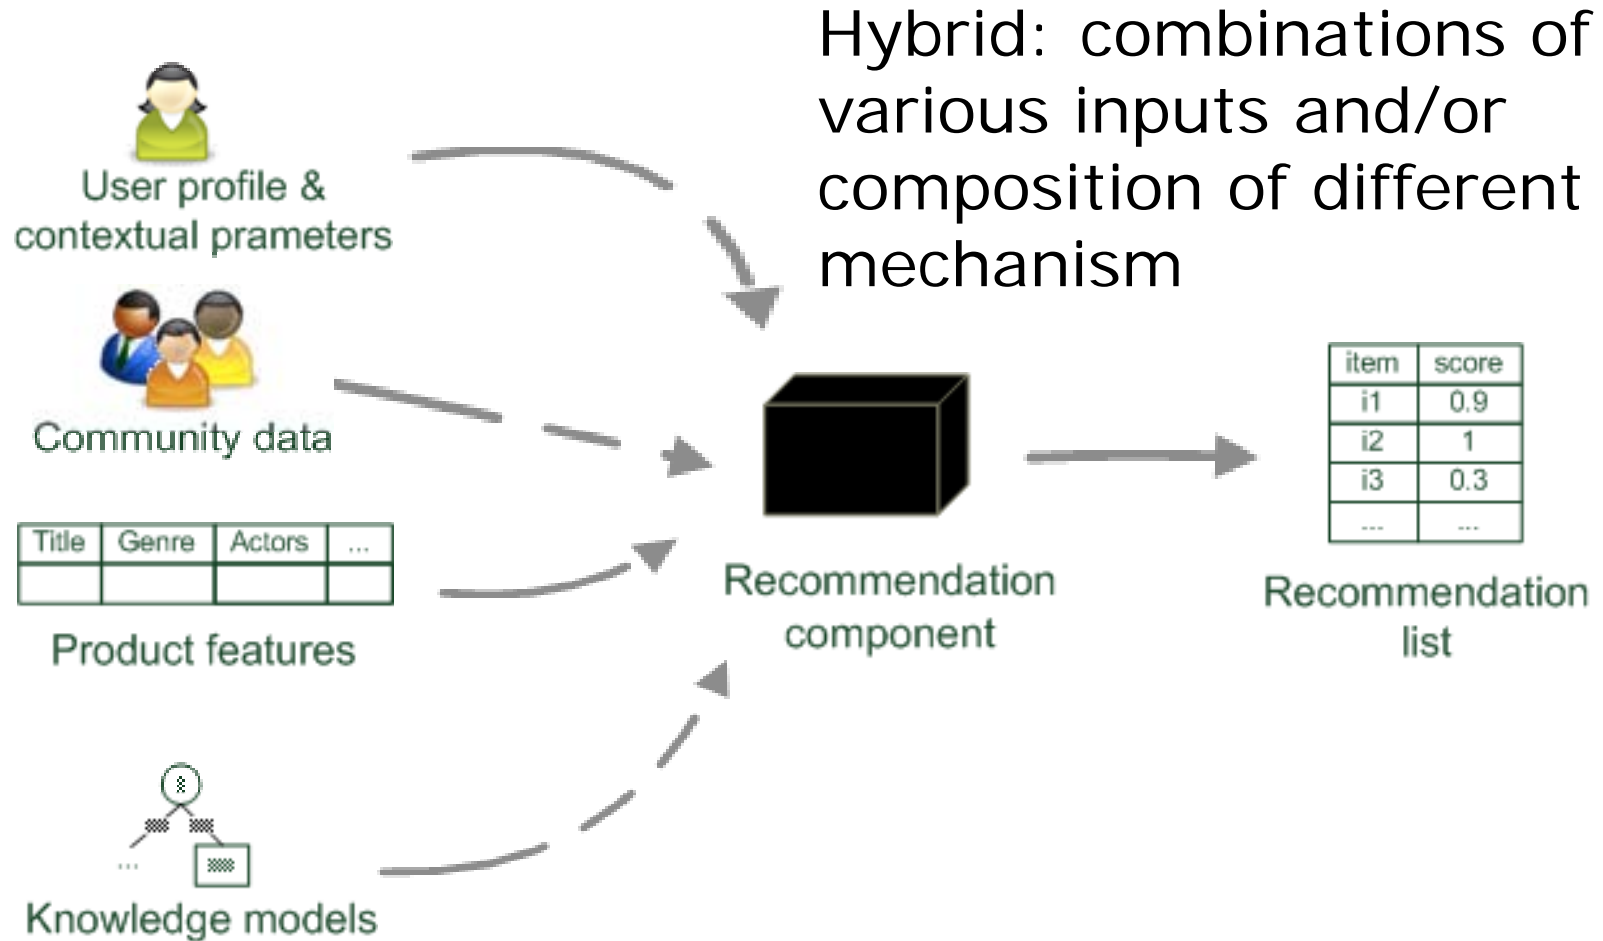 Hybrid: combinations of
various inputs and/or
composition of different
mechanism
User profile &
contextual prameters
Community data
Title Genre Actors ...
Product features
...
Knowledge models
Recommendation
component
item score
i1 0.9
i2 1
i3 0.3
... ...
Recommendation
list